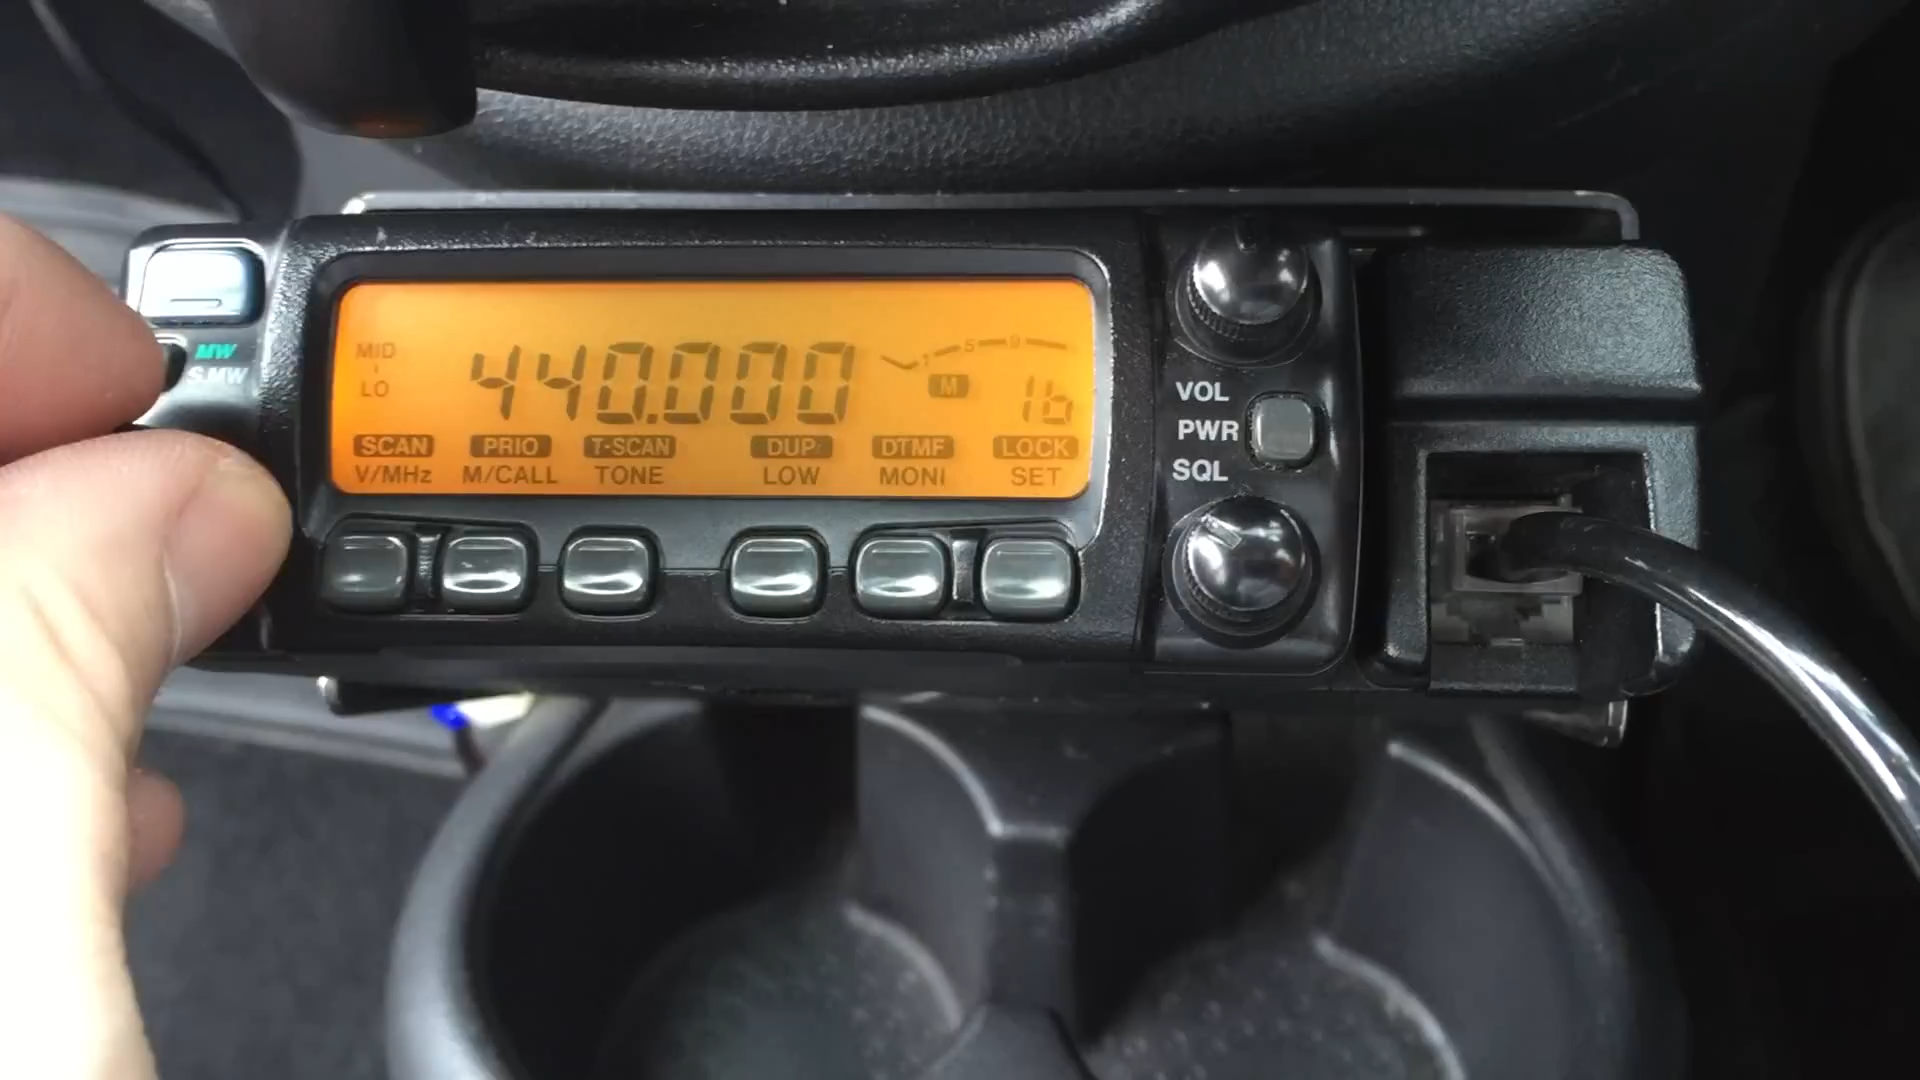 MW
S.MW
MID
LO
440.000
1 5 9
M
16
SCAN PRIO T-SCAN DUP DTMF LOCK
V/MHz M/CALL TONE LOW MONI SET
VOL
PWR
SQL